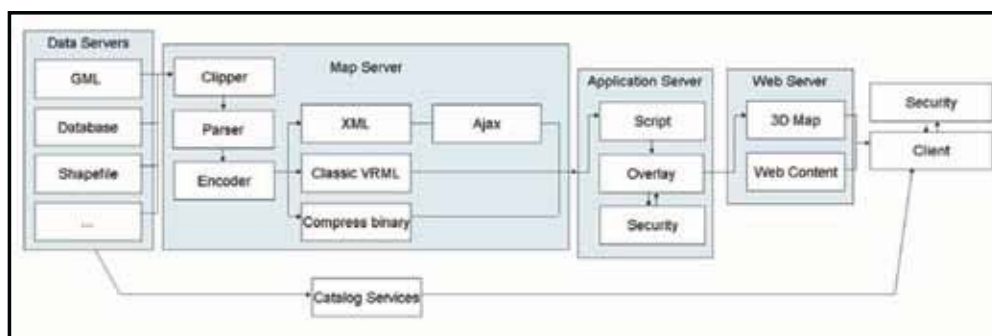 Data Servers
GML
Database
Shapefile
...
Map Server
Clipper
Parser
Encoder
XML
Ajax
Classic VRML
Compress binary
Application Server
Script
Overlay
Security
Web Server
3D Map
Web Content
Security
Client
Catalog Services